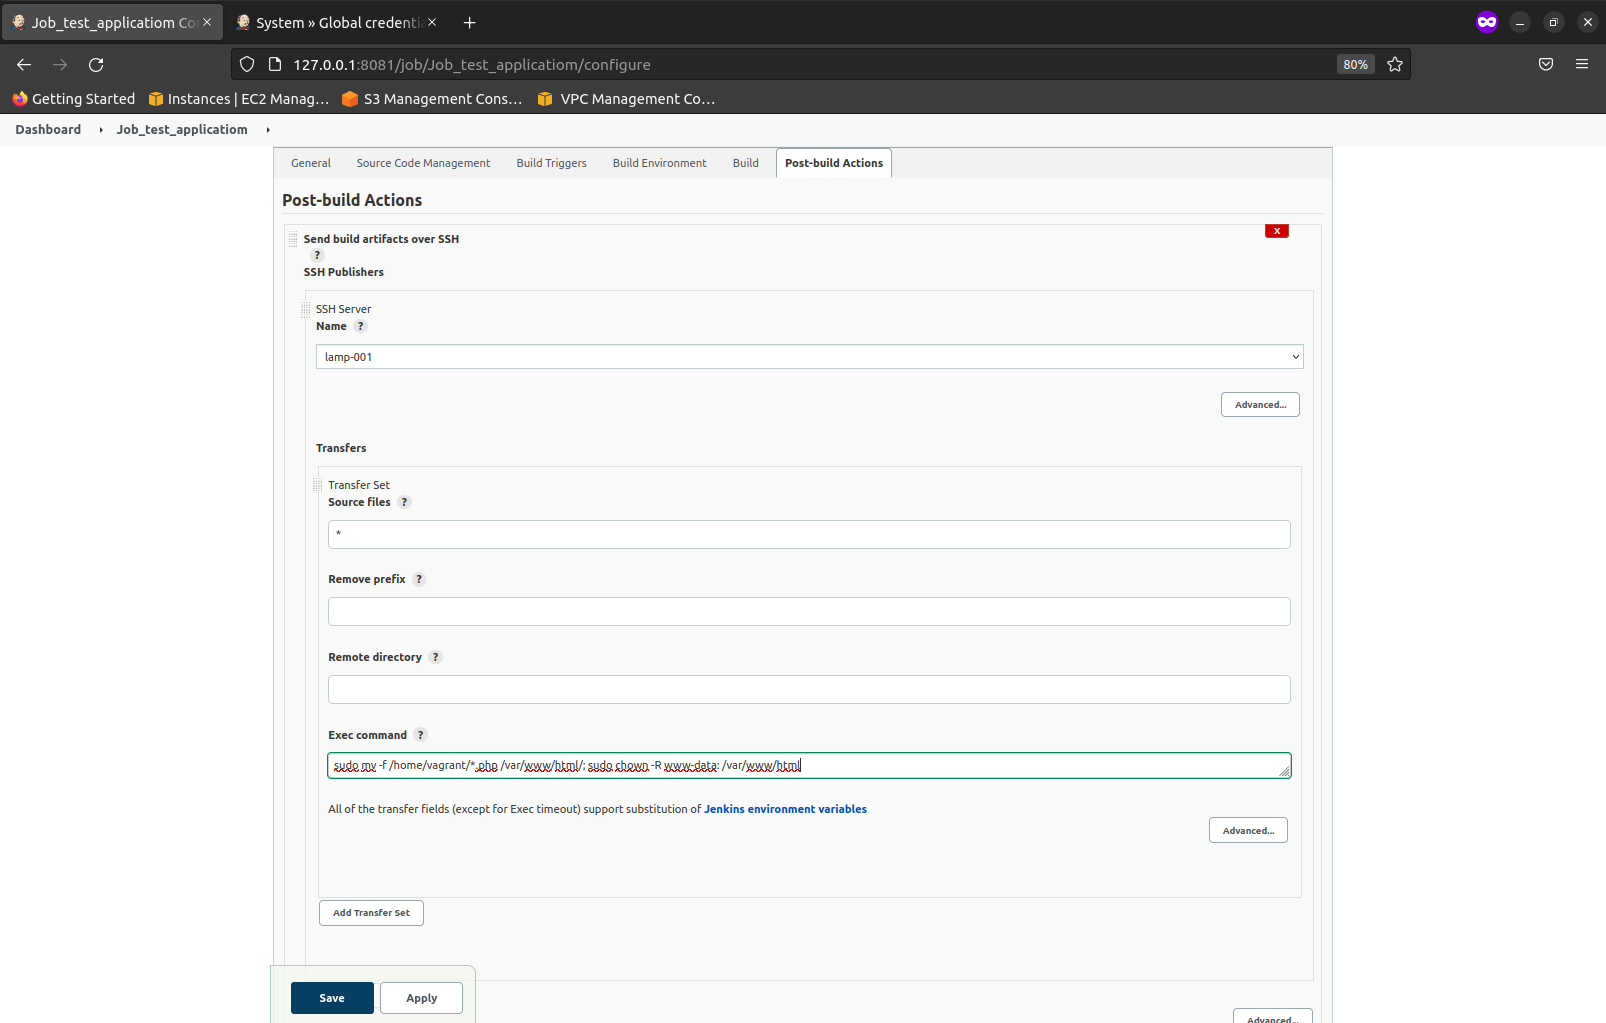 Job_test_applicatiom Co
System » Global credenti
127.0.0.1:8081/job/Job_test_applicatiom/configure
80%
Getting Started
Instances | EC2 Manag…
S3 Management Cons…
VPC Management Co…
Dashboard
Job_test_applicatiom
General
Source Code Management
Build Triggers
Build Environment
Build
Post-build Actions
Post-build Actions
x
Send build artifacts over SSH
?
SSH Publishers
SSH Server
Name ?
lamp-001
Advanced...
Transfers
Transfer Set
Source files ?
*
Remove prefix ?
Remote directory ?
Exec command ?
sudo mv -f /home/vagrant/*.php /var/www/html/; sudo chown -R www-data: /var/www/html
All of the transfer fields (except for Exec timeout) support substitution of Jenkins environment variables
Advanced...
Add Transfer Set
Save
Apply
Advanced...